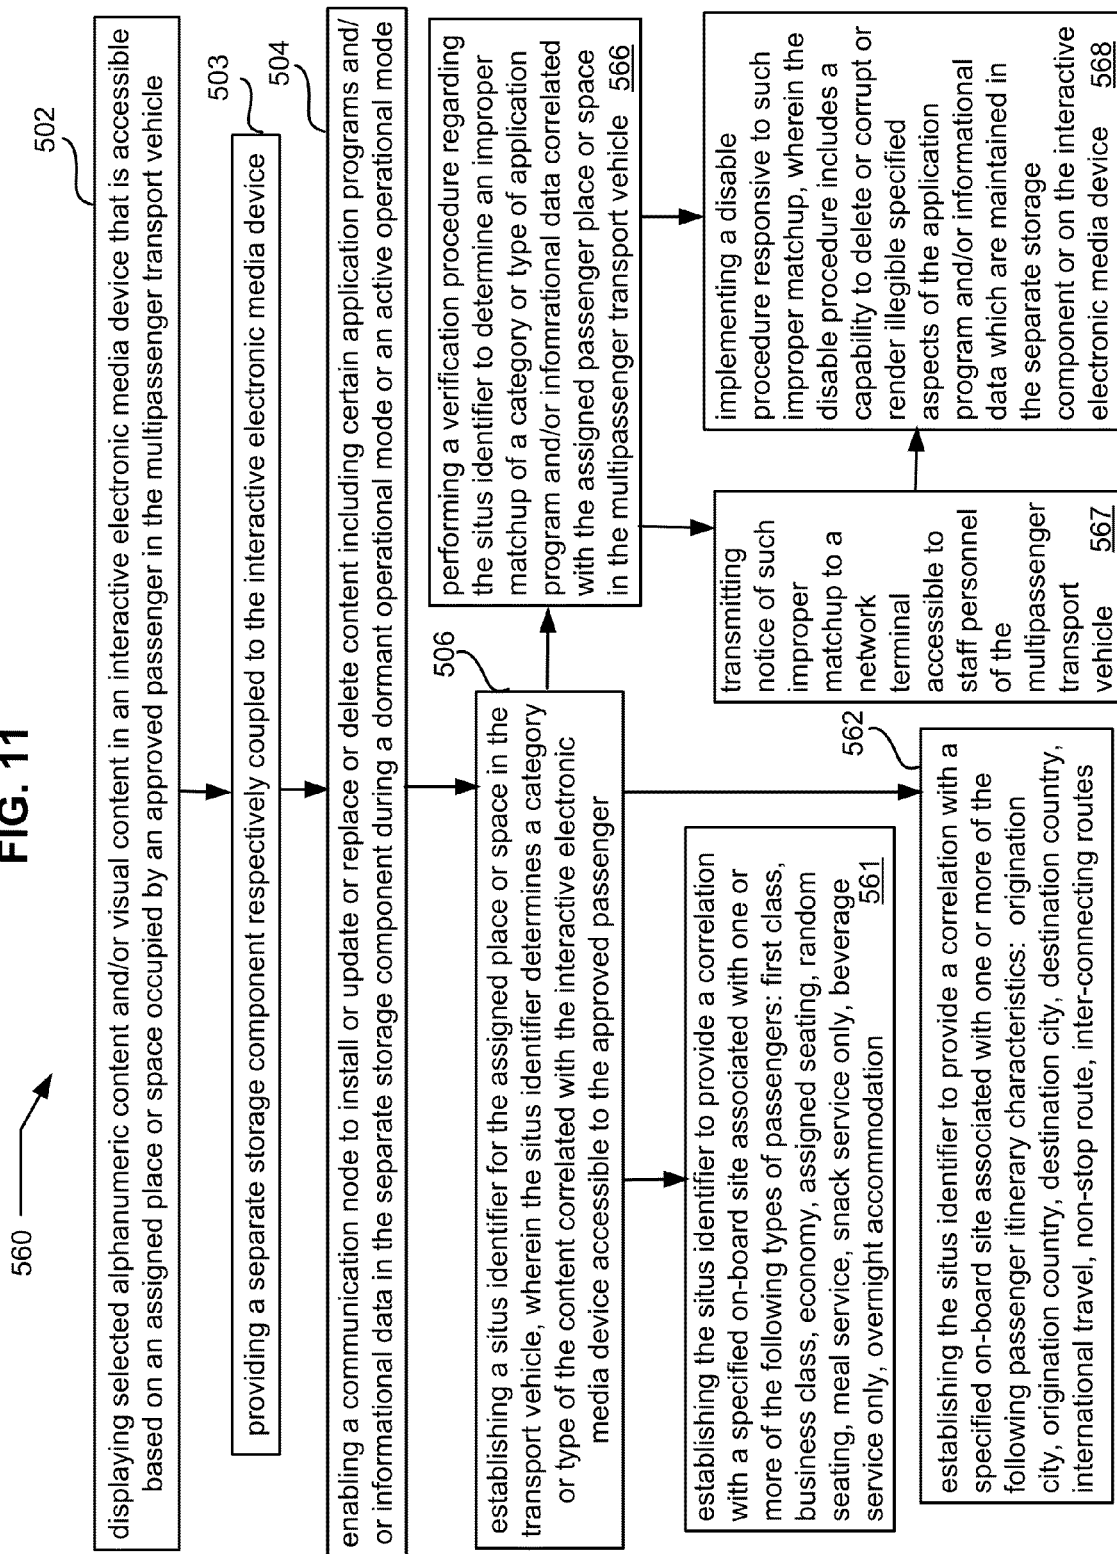 FIG. 11
560
502
displaying selected alphanumeric content and/or visual content in an interactive electronic media device that is accessible
based on an assigned place or space occupied by an approved passenger in the multipassenger transport vehicle
503
providing a separate storage component respectively coupled to the interactive electronic media device
504
enabling a communication node to install or update or replace or delete content including certain application programs and/
or informational data in the separate storage component during a dormant operational mode or an active operational mode
506
establishing a situs identifier for the assigned place or space in the
transport vehicle, wherein the situs identifier determines a category
or type of the content correlated with the interactive electronic
media device accessible to the approved passenger
performing a verification procedure regarding
the situs identifier to determine an improper
matchup of a category or type of application
program and/or infomrational data correlated
with the assigned passenger place or space
in the multipassenger transport vehicle 566
establishing the situs identifier to provide a correlation
with a specified on-board site associated with one or
more of the following types of passengers: first class,
business class, economy, assigned seating, random
seating, meal service, snack service only, beverage
service only, overnight accommodation 561
transmitting
notice of such
improper
matchup to a
network
terminal
accessible to
staff personnel
of the
multipassenger
transport
vehicle 567
implementing a disable
procedure responsive to such
improper matchup, wherein the
disable procedure includes a
capability to delete or corrupt or
render illegible specified
aspects of the application
program and/or informational
data which are maintained in
the separate storage
component or on the interactive
electronic media device 568
562
establishing the situs identifier to provide a correlation with a
specified on-board site associated with one or more of the
following passenger itinerary characteristics: origination
city, origination country, destination city, destination country,
international travel, non-stop route, inter-connecting routes